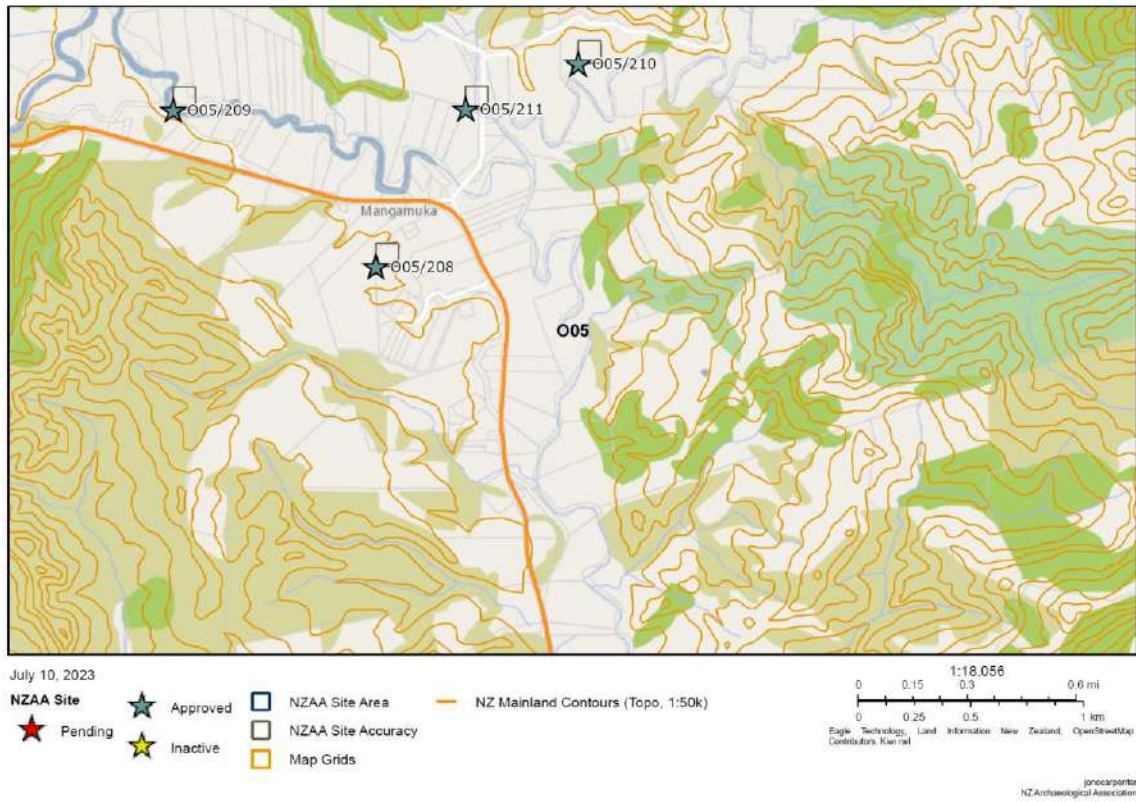 O05/210
O05/209
O05/211
Mangamuka
O05/208
O05
July 10, 2023
NZAA Site
Pending
Approved
Inactive
NZAA Site Area
NZAA Site Accuracy
Map Grids
NZ Mainland Contours (Topo, 1:50k)
1:18,056
0 0.15 0.3 0.6 mi
0 0.25 0.5 1 km
Eagle Technology, Land Information New Zealand, OpenStreetMap
Contributors, Kiwi rail
jonocarpenter
NZ Archaeological Association